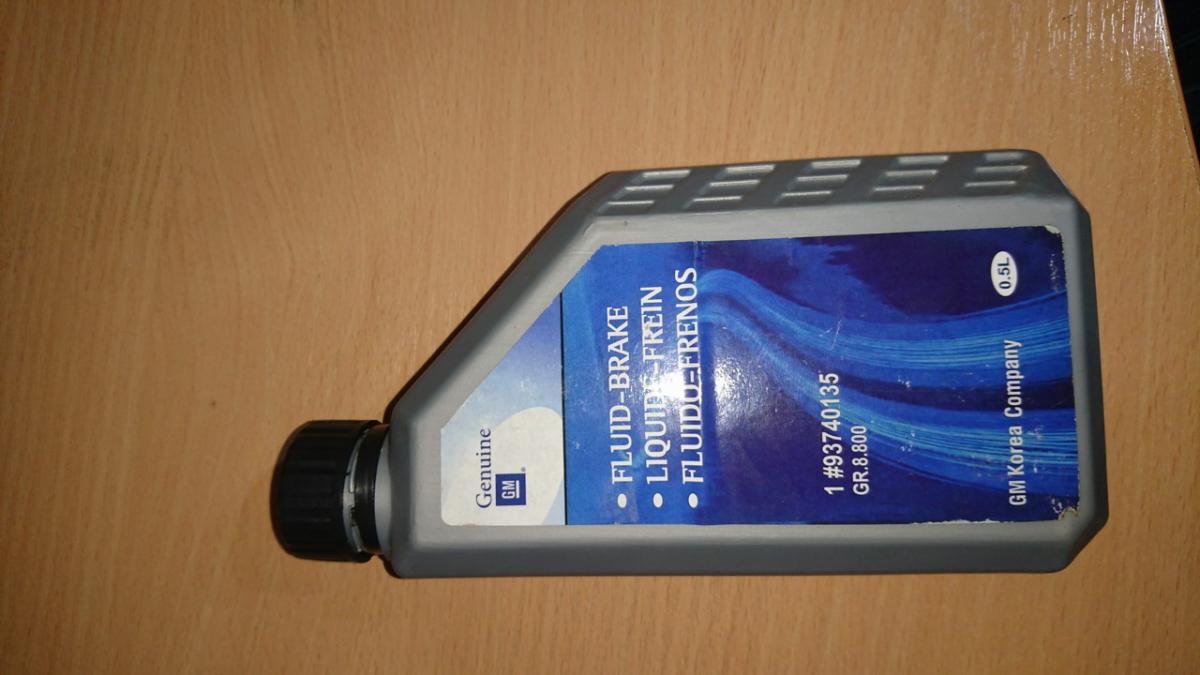 Genuine
GM
• FLUID-BRAKE
• LIQUIDE-FREIN
• FLUIDO-FRENOS
1 #93740135
GR.8.800
GM Korea Company
0.5L